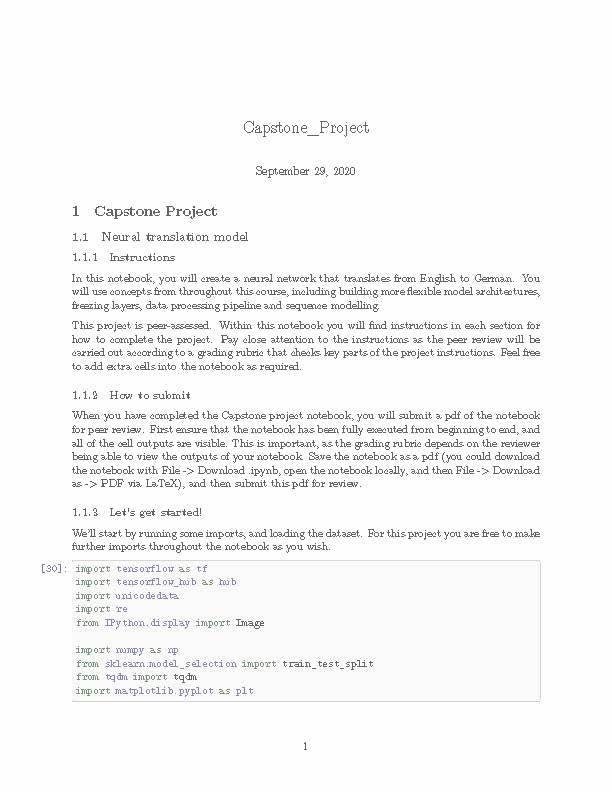 Capstone_Project
September 29, 2020
1 Capstone Project
1.1 Neural translation model
1.1.1 Instructions
In this notebook, you will create a neural network that translates from English to German. You
will use concepts from throughout this course, including building more flexible model architectures,
freezing layers, data processing pipeline and sequence modelling.
This project is peer-assessed. Within this notebook you will find instructions in each section for
how to complete the project. Pay close attention to the instructions as the peer review will be
carried out according to a grading rubric that checks key parts of the project instructions. Feel free
to add extra cells into the notebook as required.
1.1.2 How to submit
When you have completed the Capstone project notebook, you will submit a pdf of the notebook
for peer review. First ensure that the notebook has been fully executed from beginning to end, and
all of the cell outputs are visible. This is important, as the grading rubric depends on the reviewer
being able to view the outputs of your notebook. Save the notebook as a pdf (you could download
the notebook with File -> Download .ipynb, open the notebook locally, and then File -> Download
as -> PDF via LaTeX), and then submit this pdf for review.
1.1.3 Let's get started!
We'll start by running some imports, and loading the dataset. For this project you are free to make
further imports throughout the notebook as you wish.
[30]: import tensorflow as tf
import tensorflow_hub as hub
import unicodedata
import re
from IPython.display import Image
import numpy as np
from sklearn.model_selection import train_test_split
from tqdm import tqdm
import matplotlib.pyplot as plt
1